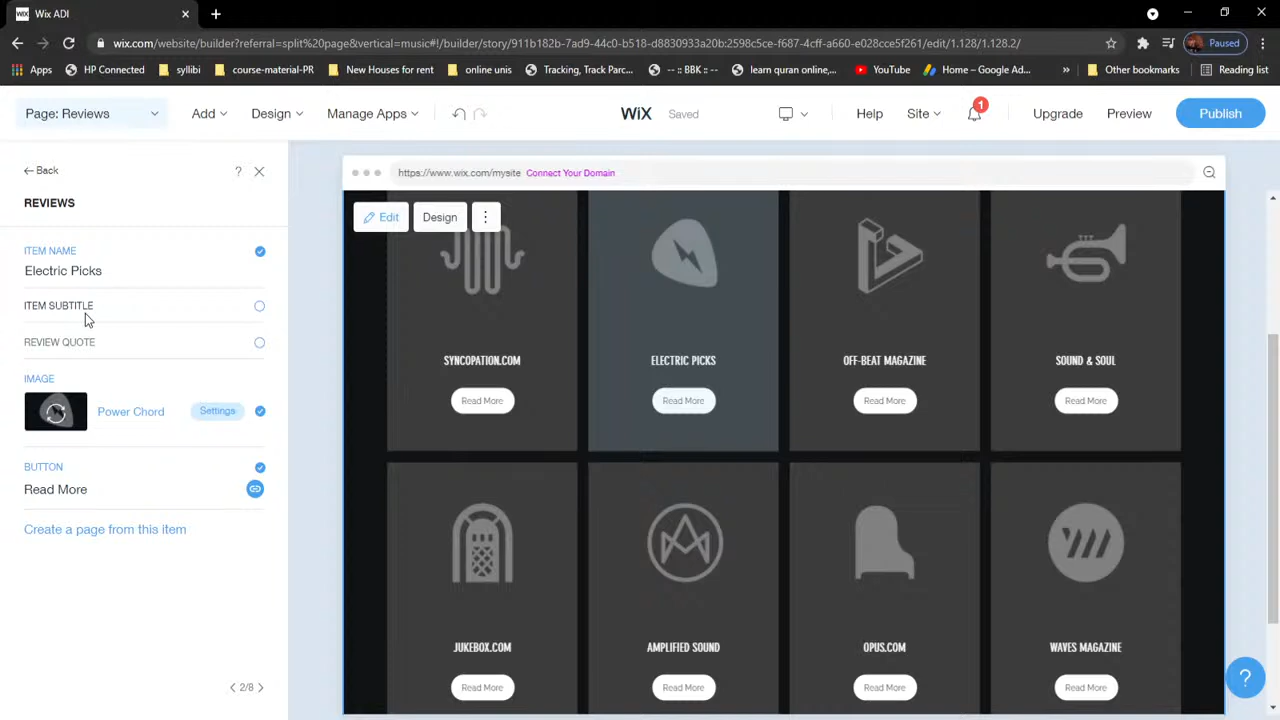 WiX Wix ADI
wix.com/website/builder?referral=split%20page&vertical=music#!/builder/story/911b182b-7ad9-44c0-b518-d8830933a20b:2598c5ce-f687-4cff-a660-e028cce5f261/edit/1.128/1.128.2/ Paused
Apps HP Connected syllibi course-material-PR New Houses for rent online unis Tracking, Track Parc... -- :: BBK :: -- learn quran online,... YouTube Home – Google Ad... » Other bookmarks Reading list
Page: Reviews Add Design Manage Apps WiX Saved Help Site 1 Upgrade Preview Publish
Back ?
https://www.wix.com/mysite Connect Your Domain
REVIEWS
Edit Design
ITEM NAME
Electric Picks
ITEM SUBTITLE
REVIEW QUOTE
IMAGE
Power Chord Settings
BUTTON
Read More
Create a page from this item
2/8
SYNCOPATION.COM ELECTRIC PICKS OFF-BEAT MAGAZINE SOUND & SOUL
Read More Read More Read More Read More
JUKEBOX.COM AMPLIFIED SOUND OPUS.COM WAVES MAGAZINE
Read More Read More Read More Read More
?